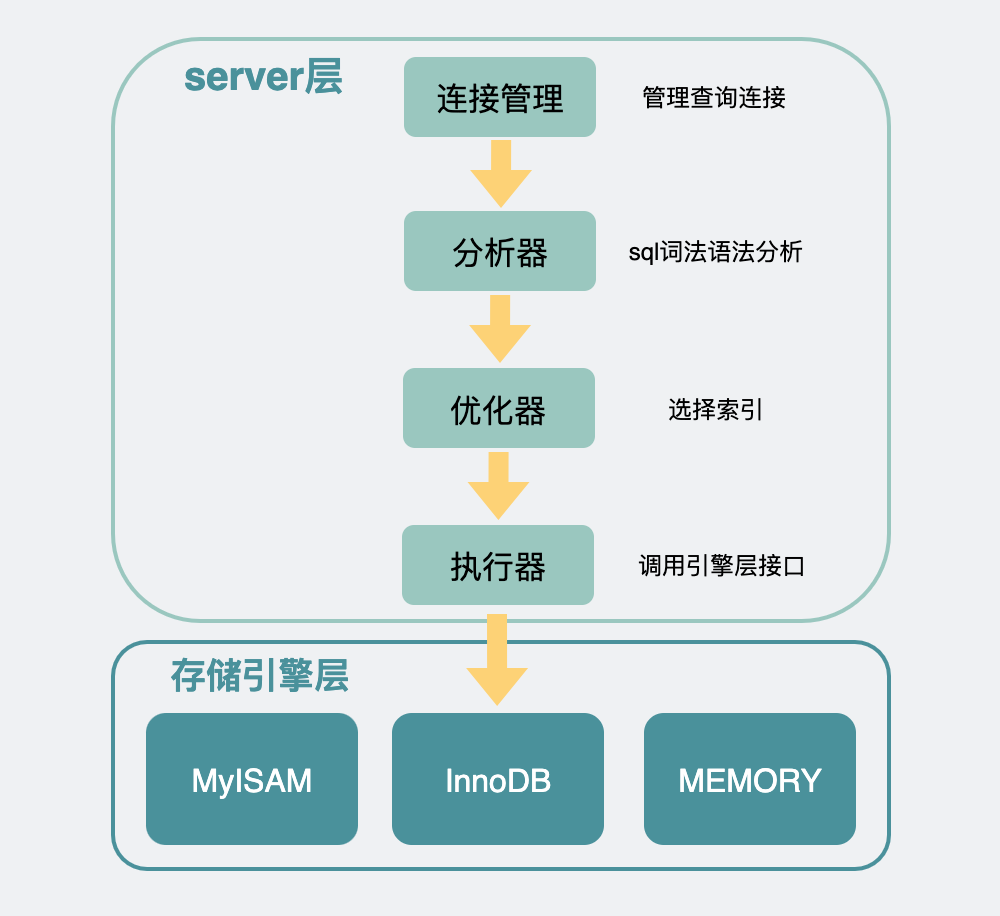 server层
连接管理
管理查询连接
分析器
sql词法语法分析
优化器
选择索引
执行器
调用引擎层接口
存储引擎层
MyISAM
InnoDB
MEMORY